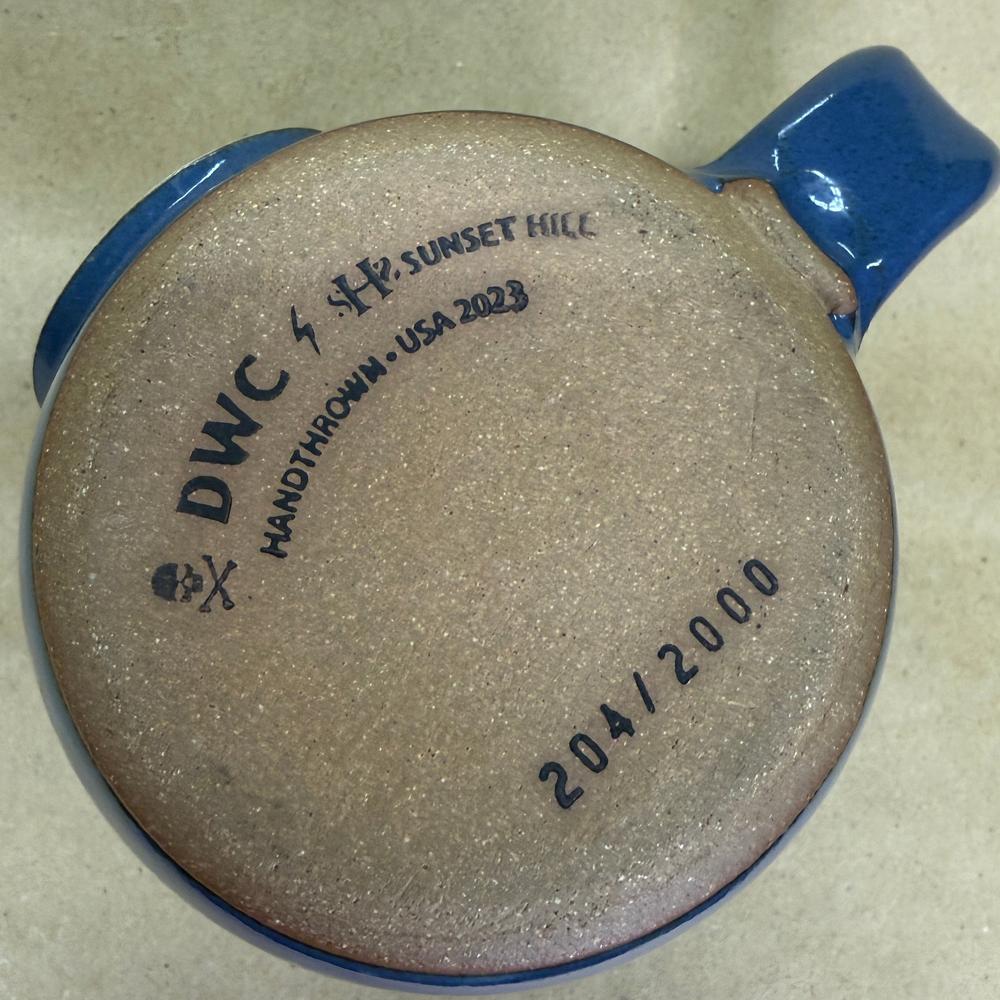 DWC SHP. SUNSET HILL
HANDTHROWN • USA 2023
204/2000